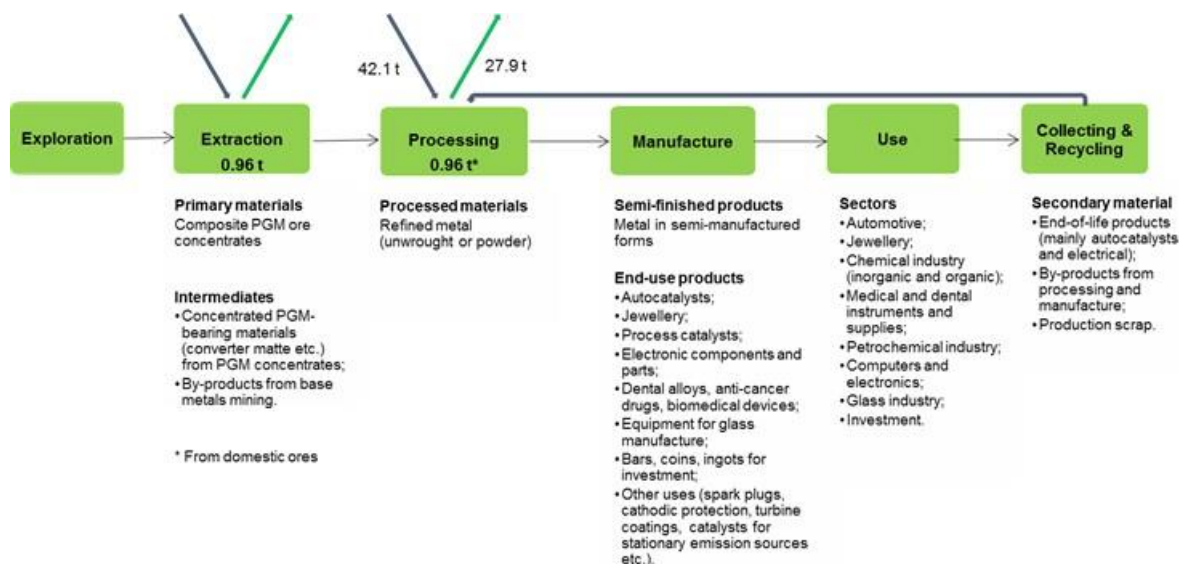 42.1 t
27.9 t
Exploration
Extraction
0.96 t
Processing
0.96 t*
Manufacture
Use
Collecting &
Recycling
Primary materials
Composite PGM ore
concentrates
Intermediates
•Concentrated PGM-
bearing materials
(converter matte etc.)
from PGM concentrates;
•By-products from base
metals mining.
* From domestic ores
Processed materials
Refined metal
(unwrought or powder)
Semi-finished products
Metal in semi-manufactured
forms
End-use products
•Autocatalysts;
•Jewellery;
•Process catalysts;
•Electronic components and
parts;
•Dental alloys, anti-cancer
drugs, biomedical devices;
•Equipment for glass
manufacture;
•Bars, coins, ingots for
investment;
•Other uses (spark plugs,
cathodic protection, turbine
coatings, catalysts for
stationary emission sources
etc.).
Sectors
•Automotive;
•Jewellery;
•Chemical industry
(inorganic and organic);
•Medical and dental
instruments and
supplies;
•Petrochemical industry;
•Computers and
electronics;
•Glass industry;
•Investment.
Secondary material
•End-of-life products
(mainly autocatalysts
and electrical);
•By-products from
processing and
manufacture;
•Production scrap.